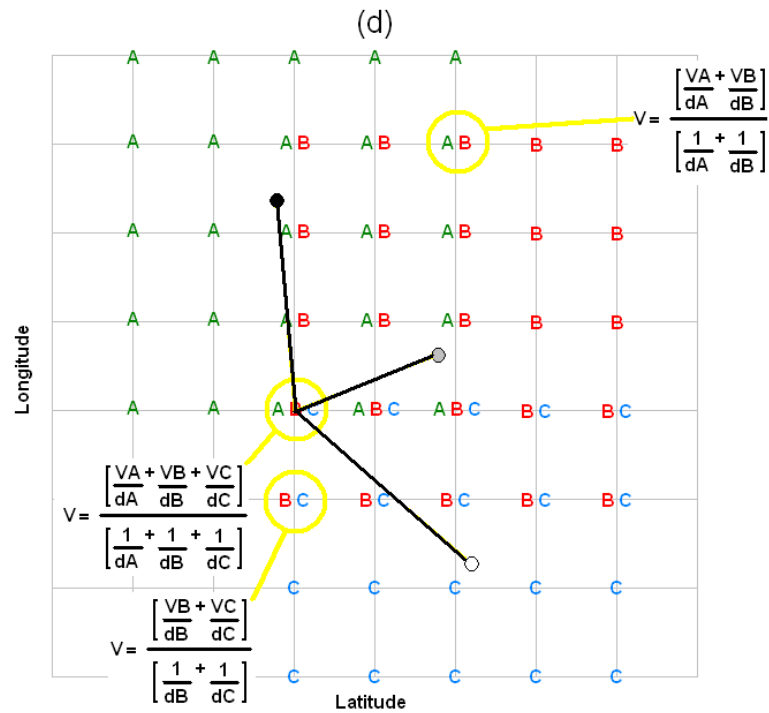 (d)
A A A A A
V = [VA/dA + VB/dB] / [1/dA + 1/dB]
A A A B A B A B B B
A A A B A B A B B B
A A A B A B A B B B
Longitude
A A A B C A B C A B C B C B C
V = [VA/dA + VB/dB + VC/dC] / [1/dA + 1/dB + 1/dC]
B C B C B C B C B C
C C C C C
V = [VB/dB + VC/dC] / [1/dB + 1/dC]
C C C C C
Latitude